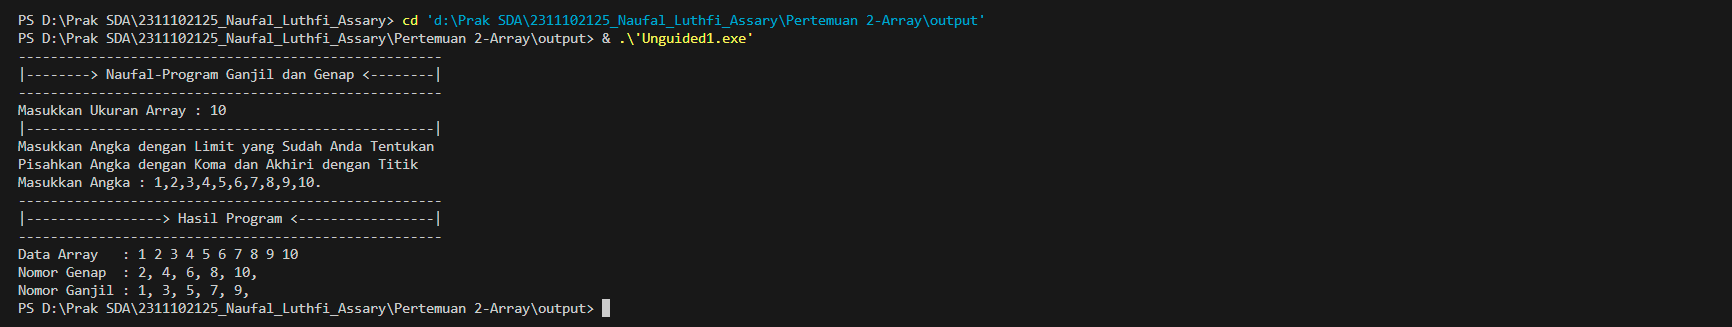 PS D:\Prak SDA\2311102125_Naufal_Luthfi_Assary> cd 'd:\Prak SDA\2311102125_Naufal_Luthfi_Assary\Pertemuan 2-Array\output'
PS D:\Prak SDA\2311102125_Naufal_Luthfi_Assary\Pertemuan 2-Array\output> & .\'Unguided1.exe'
-----------------------------------------------------
|--------> Naufal-Program Ganjil dan Genap <--------|
-----------------------------------------------------
Masukkan Ukuran Array : 10
|---------------------------------------------------|
Masukkan Angka dengan Limit yang Sudah Anda Tentukan
Pisahkan Angka dengan Koma dan Akhiri dengan Titik
Masukkan Angka : 1,2,3,4,5,6,7,8,9,10.
-----------------------------------------------------
|-----------------> Hasil Program <-----------------|
-----------------------------------------------------
Data Array   : 1 2 3 4 5 6 7 8 9 10
Nomor Genap  : 2, 4, 6, 8, 10,
Nomor Ganjil : 1, 3, 5, 7, 9,
PS D:\Prak SDA\2311102125_Naufal_Luthfi_Assary\Pertemuan 2-Array\output>